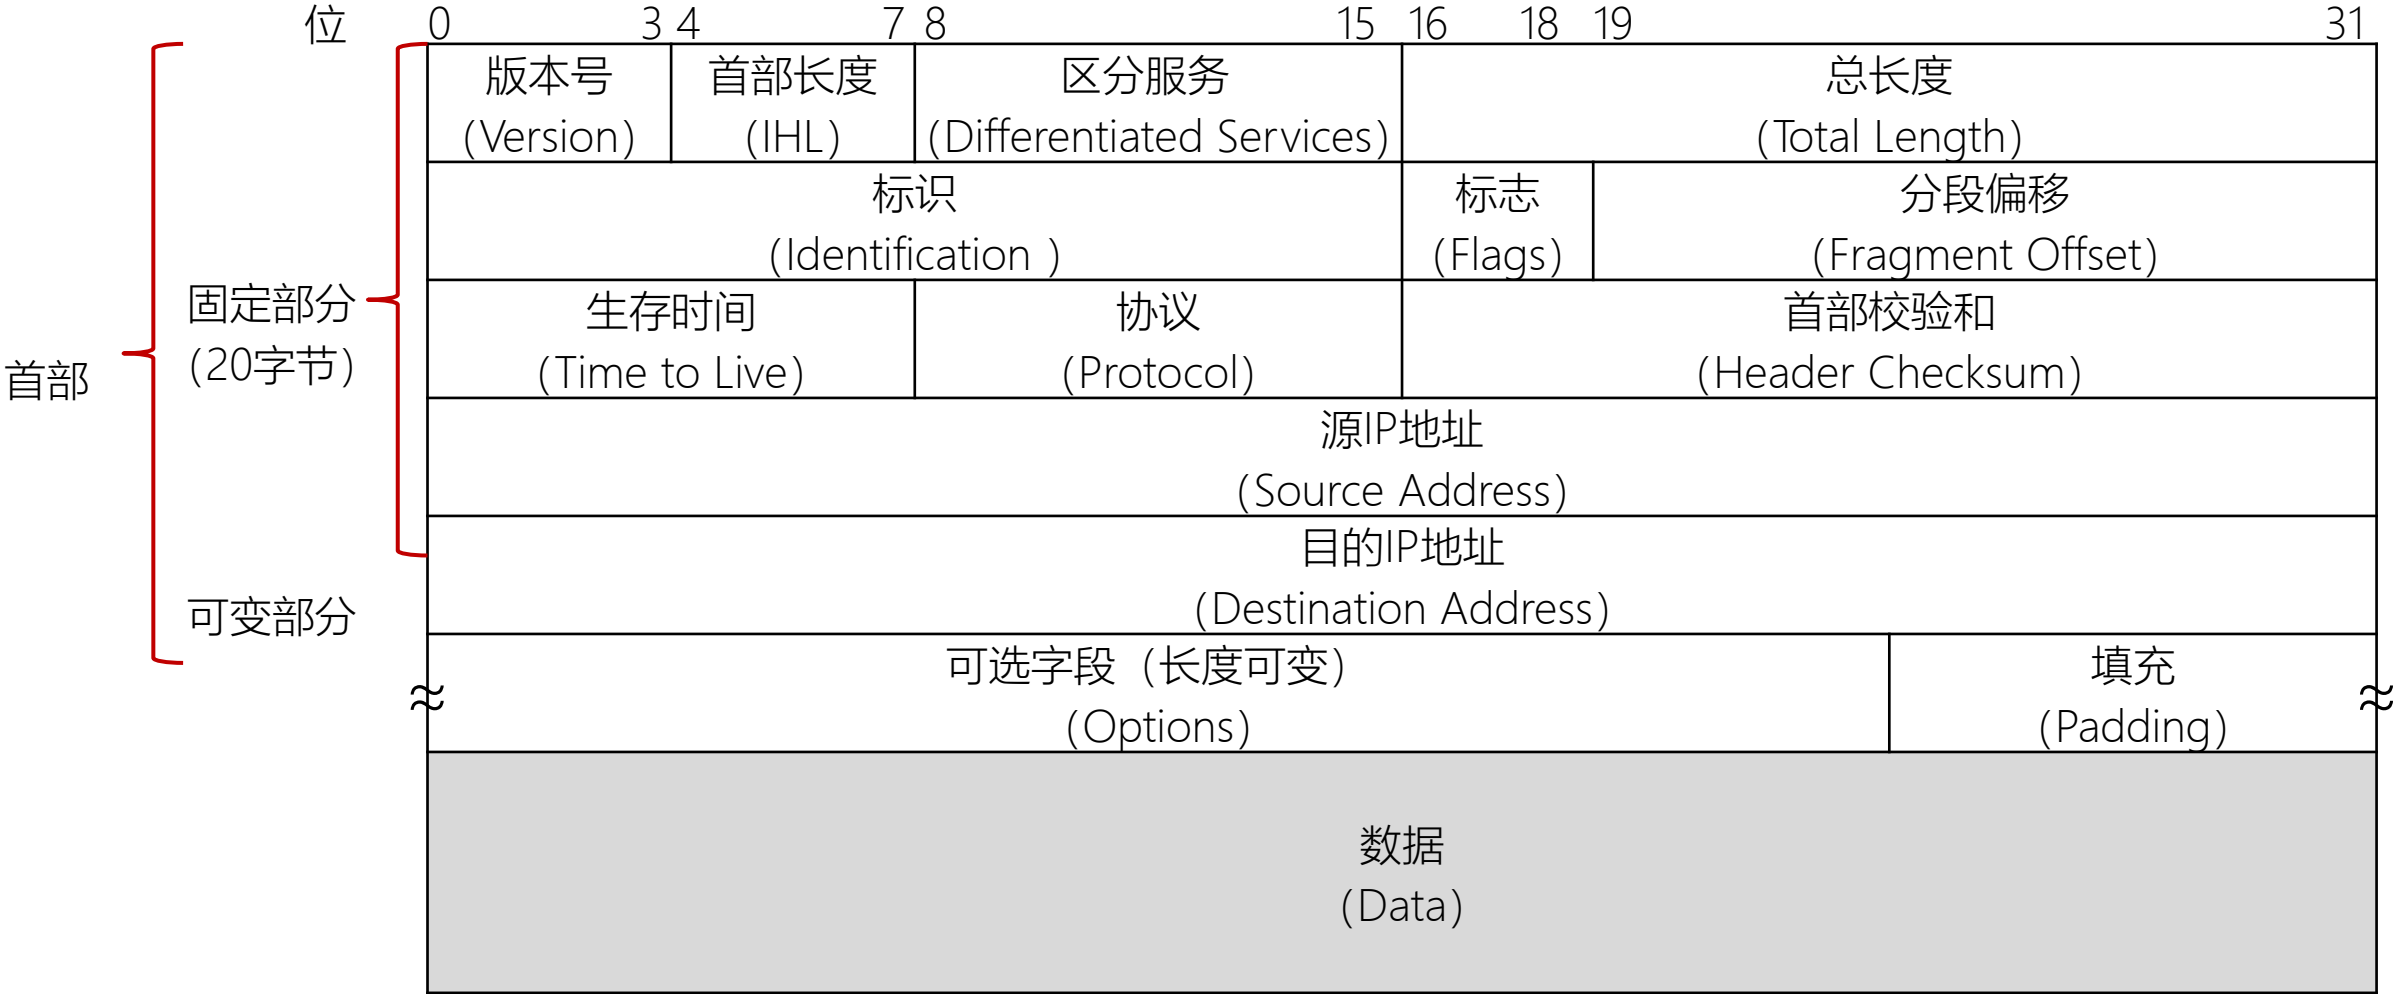 位 0 3 4 7 8 15 16 18 19 31
版本号 首部长度 区分服务 总长度
(Version) (IHL) (Differentiated Services) (Total Length)
标识 标志 分段偏移
(Identification ) (Flags) (Fragment Offset)
固定部分 生存时间 协议 首部校验和
(20字节) (Time to Live) (Protocol) (Header Checksum)
首部
源IP地址
(Source Address)
目的IP地址
(Destination Address)
可变部分
可选字段（长度可变） 填充
(Options) (Padding)
数据
(Data)